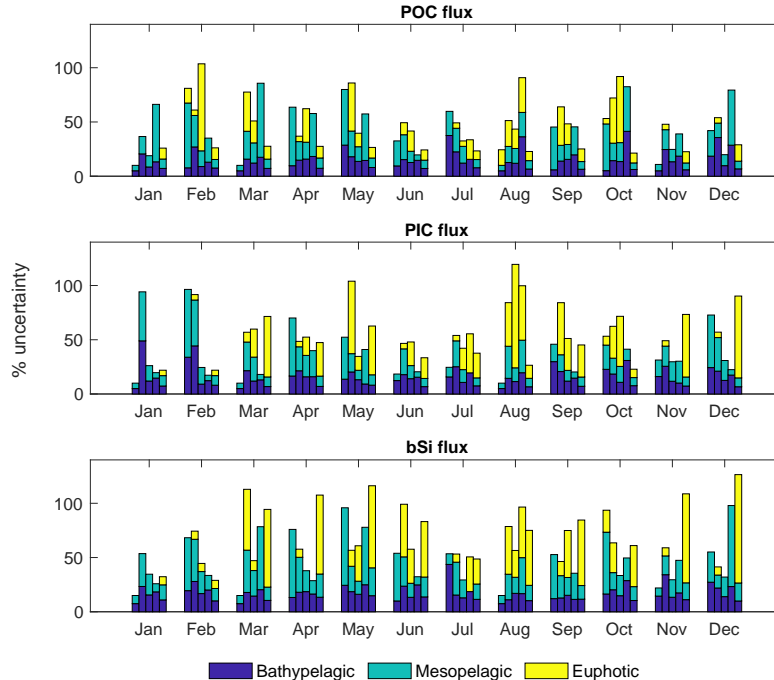 POC flux
100
50
0
Jan Feb Mar Apr May Jun Jul Aug Sep Oct Nov Dec
PIC flux
% uncertainty
100
50
0
Jan Feb Mar Apr May Jun Jul Aug Sep Oct Nov Dec
bSi flux
100
50
0
Jan Feb Mar Apr May Jun Jul Aug Sep Oct Nov Dec
Bathypelagic Mesopelagic Euphotic